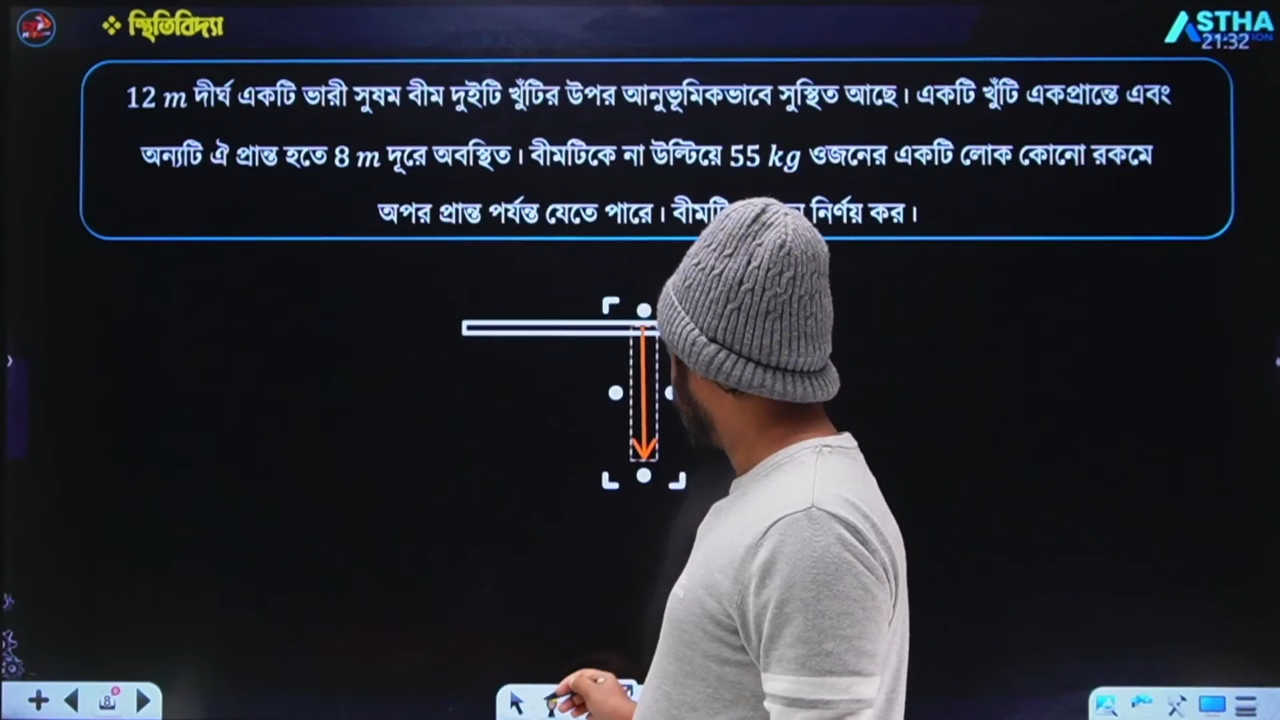 ❖ স্থিতিবিদ্যা
ASTHA
21:32
12 m দীর্ঘ একটি ভারী সুষম বীম দুইটি খুঁটির উপর আনুভূমিকভাবে সুস্থিত আছে। একটি খুঁটি একপ্রান্তে এবং
অন্যটি ঐ প্রান্ত হতে 8 m দূরে অবস্থিত। বীমটিকে না উল্টিয়ে 55 kg ওজনের একটি লোক কোনো রকমে
অপর প্রান্ত পর্যন্ত যেতে পারে। নির্ণয় কর।
8